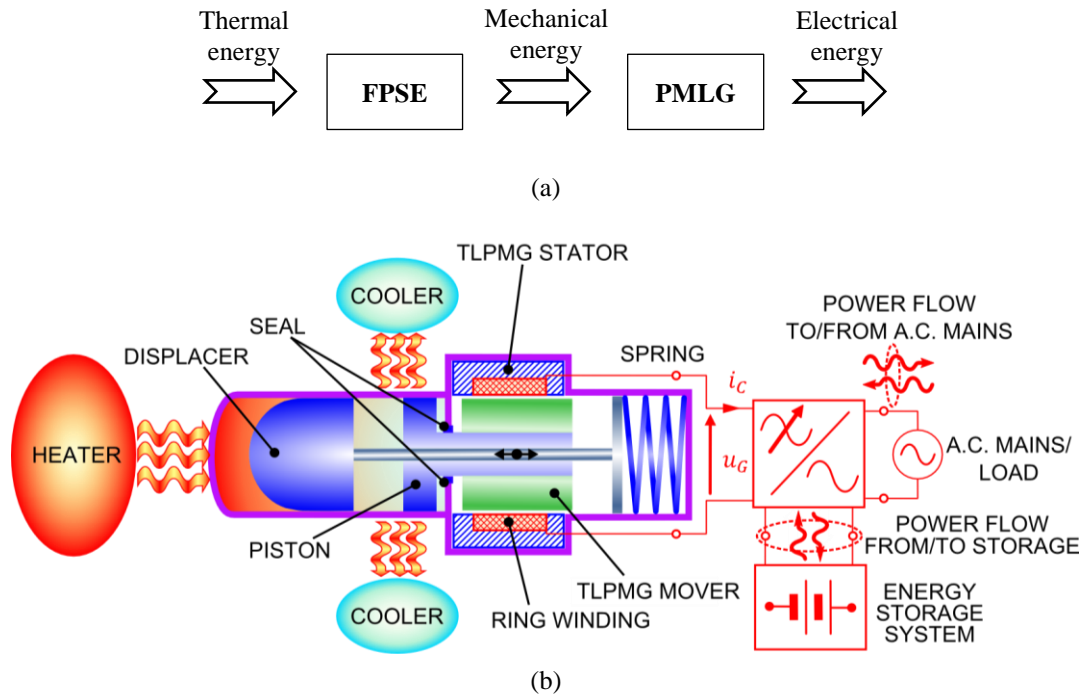 Thermal
energy
FPSE
Mechanical
energy
PMLG
Electrical
energy
(a)
TLPMG STATOR
COOLER
SEAL
DISPLACER
HEATER
PISTON
COOLER
SPRING
RING WINDING
TLPMG MOVER
i_C
u_G
POWER FLOW
TO/FROM A.C. MAINS
A.C. MAINS/
LOAD
POWER FLOW
FROM/TO STORAGE
ENERGY
STORAGE
SYSTEM
(b)